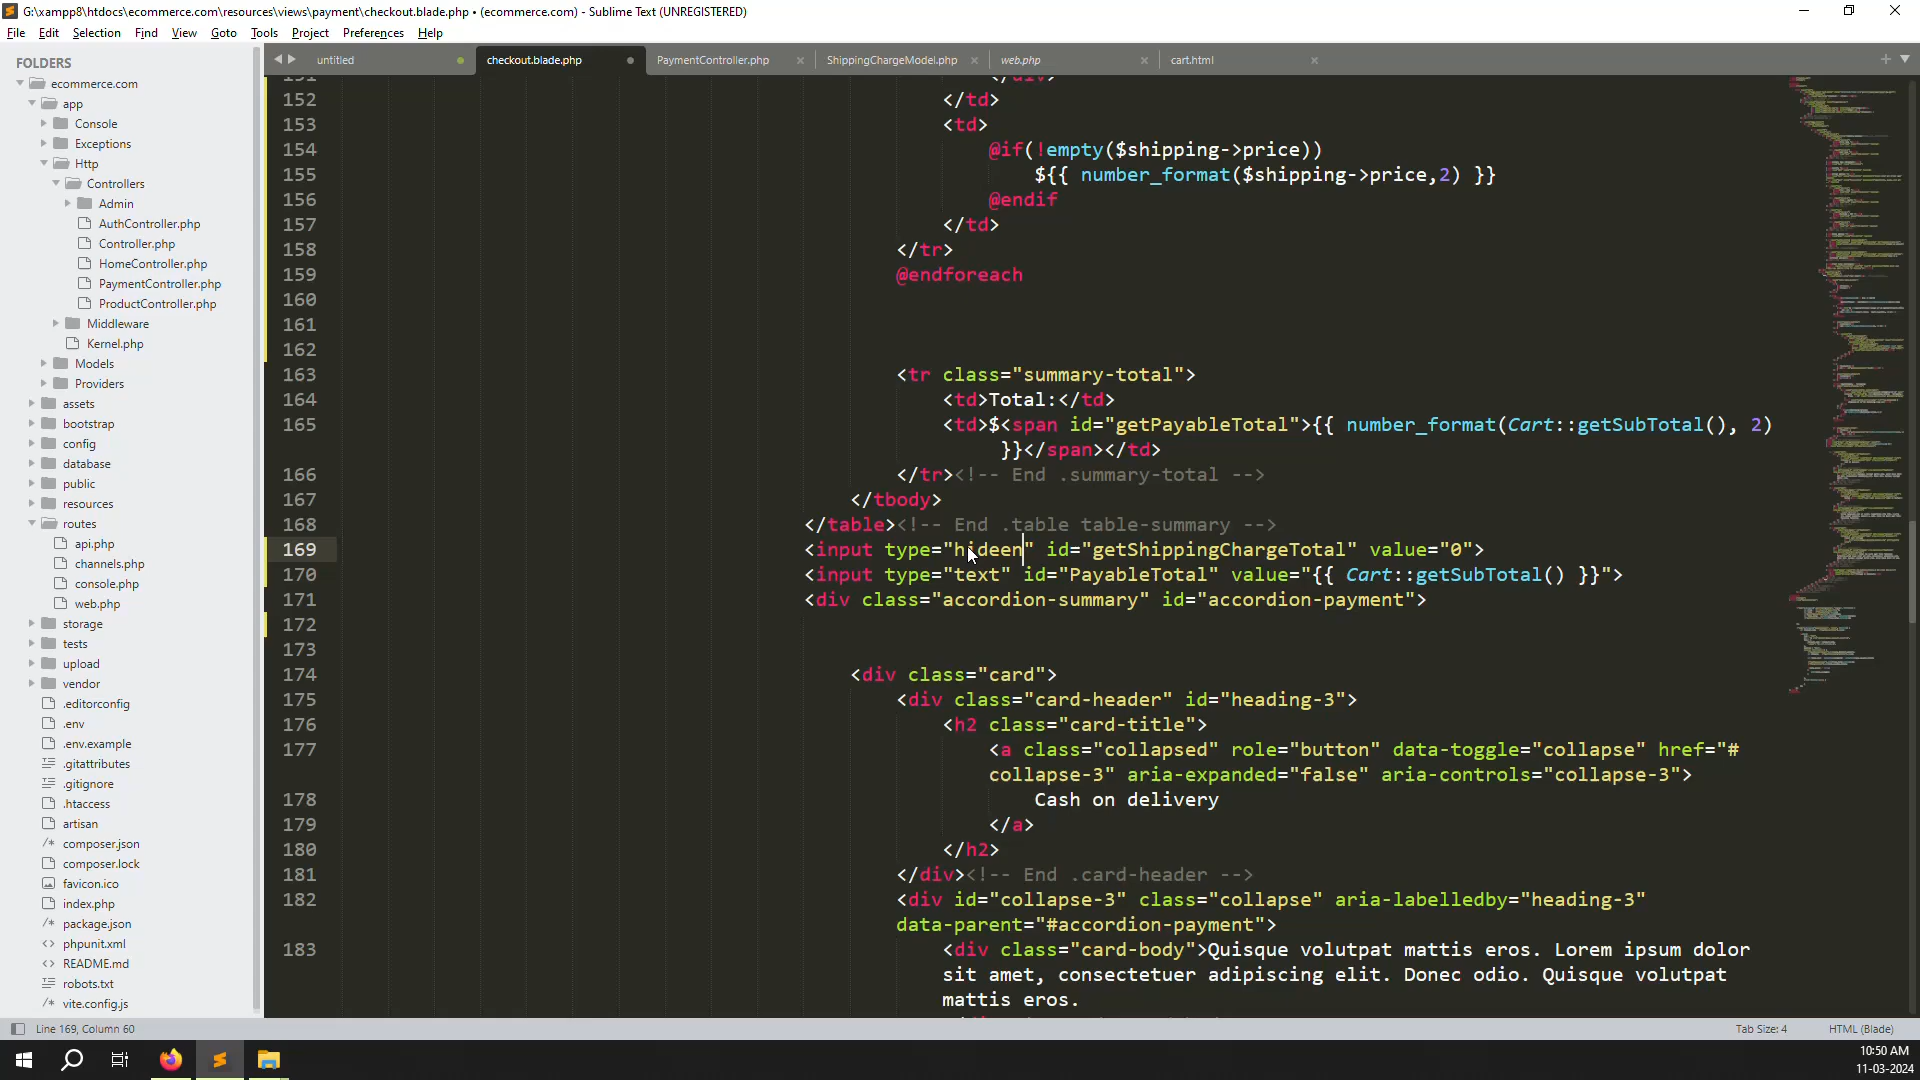 G:\xampp8\htdocs\ecommerce.com\resources\views\payment\checkout.blade.php • (ecommerce.com) - Sublime Text (UNREGISTERED)
File Edit Selection Find View Goto Tools Project Preferences Help
FOLDERS
ecommerce.com
app
Console
Exceptions
Http
Controllers
Admin
AuthController.php
Controller.php
HomeController.php
PaymentController.php
ProductController.php
Middleware
Kernel.php
Models
Providers
assets
bootstrap
config
database
public
resources
routes
api.php
channels.php
console.php
web.php
storage
tests
upload
vendor
.editorconfig
.env
.env.example
.gitattributes
.gitignore
.htaccess
artisan
composer.json
composer.lock
favicon.ico
index.php
package.json
phpunit.xml
README.md
robots.txt
vite.config.js
untitled checkout.blade.php PaymentController.php ShippingChargeModel.php web.php cart.html
151 </div>
152 </td>
153 <td>
154 @if(!empty($shipping->price))
155 ${{ number_format($shipping->price,2) }}
156 @endif
157 </td>
158 </tr>
159 @endforeach
160
161
162
163 <tr class="summary-total">
164 <td>Total:</td>
165 <td>$<span id="getPayableTotal">{{ number_format(Cart::getSubTotal(), 2)
}}</span></td>
166 </tr><!-- End .summary-total -->
167 </tbody>
168 </table><!-- End .table table-summary -->
169 <input type="hideen" id="getShippingChargeTotal" value="0">
170 <input type="text" id="PayableTotal" value="{{ Cart::getSubTotal() }}">
171 <div class="accordion-summary" id="accordion-payment">
172
173
174 <div class="card">
175 <div class="card-header" id="heading-3">
176 <h2 class="card-title">
177 <a class="collapsed" role="button" data-toggle="collapse" href="#
collapse-3" aria-expanded="false" aria-controls="collapse-3">
178 Cash on delivery
179 </a>
180 </h2>
181 </div><!-- End .card-header -->
182 <div id="collapse-3" class="collapse" aria-labelledby="heading-3"
data-parent="#accordion-payment">
183 <div class="card-body">Quisque volutpat mattis eros. Lorem ipsum dolor
sit amet, consectetuer adipiscing elit. Donec odio. Quisque volutpat
mattis eros.
Line 169, Column 60
Tab Size: 4
HTML (Blade)
10:50 AM
11-03-2024